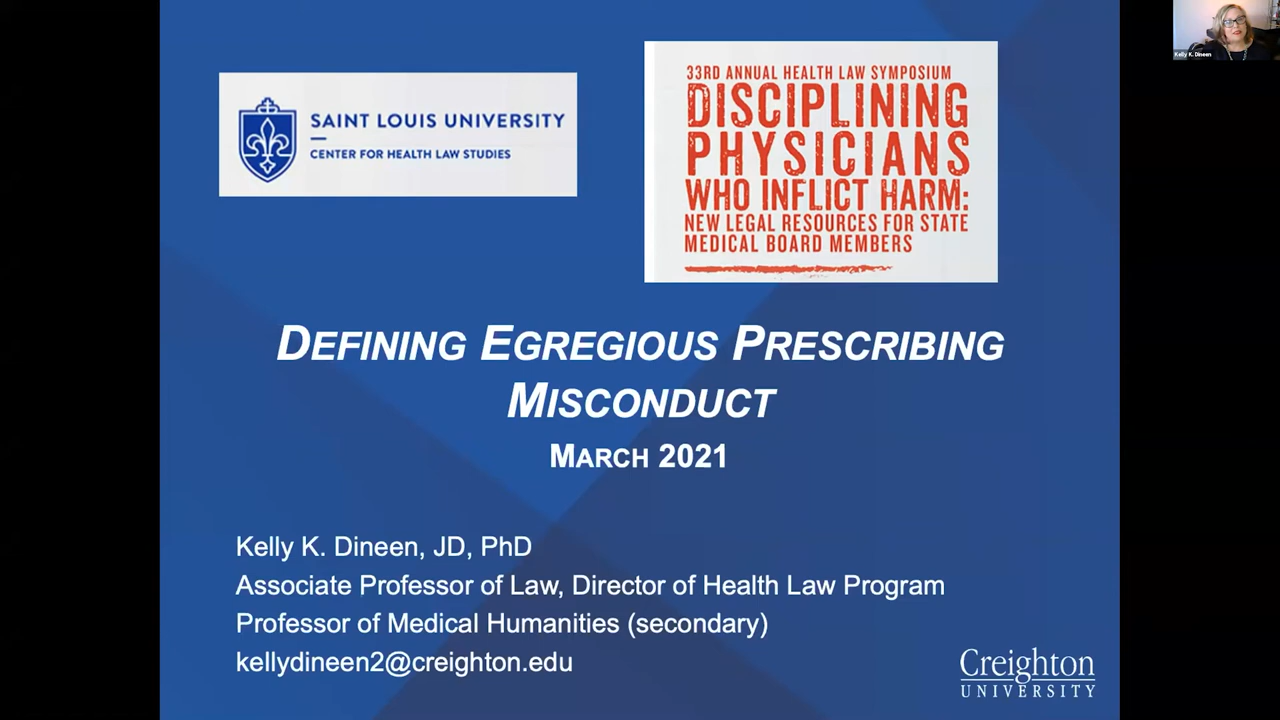 SAINT LOUIS UNIVERSITY
CENTER FOR HEALTH LAW STUDIES
33RD ANNUAL HEALTH LAW SYMPOSIUM
DISCIPLINING
PHYSICIANS
WHO INFLICT HARM:
NEW LEGAL RESOURCES FOR STATE
MEDICAL BOARD MEMBERS
Kelly K. Dineen
DEFINING EGREGIOUS PRESCRIBING
MISCONDUCT
MARCH 2021
Kelly K. Dineen, JD, PhD
Associate Professor of Law, Director of Health Law Program
Professor of Medical Humanities (secondary)
kellydineen2@creighton.edu
Creighton
UNIVERSITY